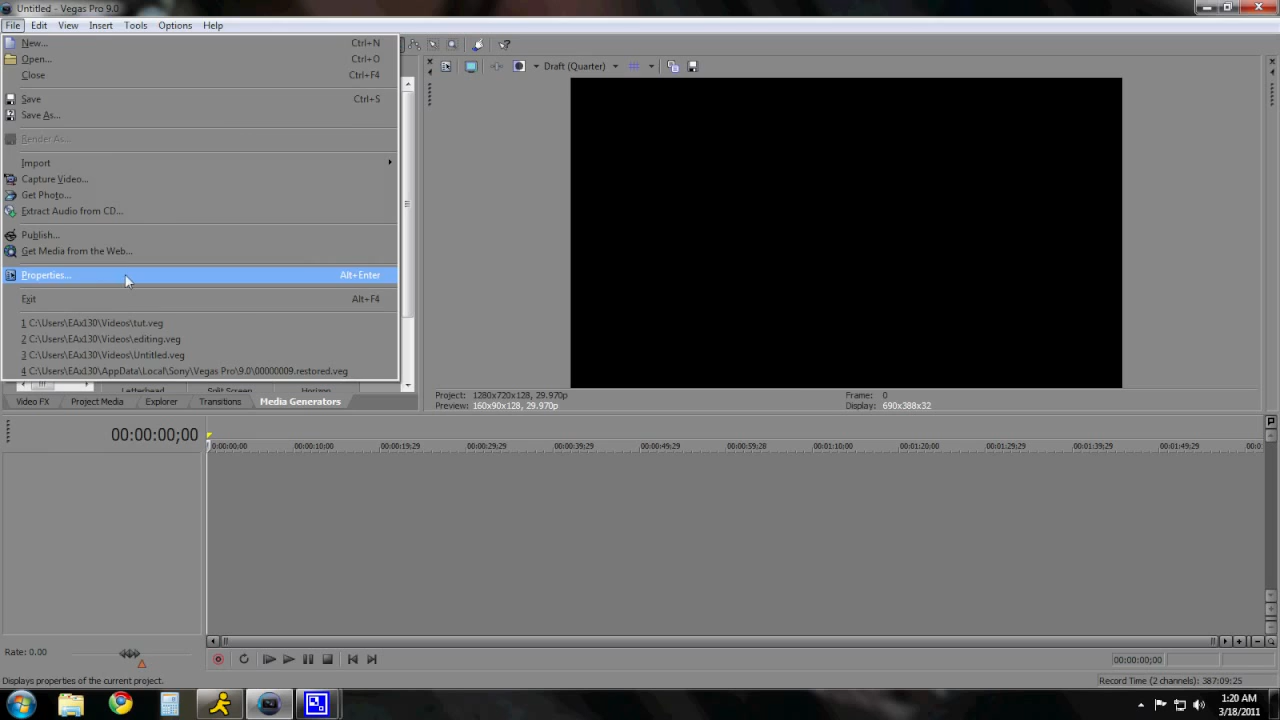 Untitled - Vegas Pro 9.0
File Edit View Insert Tools Options Help
New... Ctrl+N
Open... Ctrl+O
Close Ctrl+F4
Save Ctrl+S
Save As...
Render As...
Import
Capture Video...
Get Photo...
Extract Audio from CD...
Publish...
Get Media from the Web...
Properties... Alt+Enter
Exit Alt+F4
1 C:\Users\EAx130\Videos\tut.veg
2 C:\Users\EAx130\Videos\editing.veg
3 C:\Users\EAx130\Videos\Untitled.veg
4 C:\Users\EAx130\AppData\Local\Sony\Vegas Pro\9.0\00000009.restored.veg
Draft (Quarter)
Letterhead Split Screen Horizon
Video FX Project Media Explorer Transitions Media Generators
Project: 1280x720x128, 29.970p
Preview: 160x90x128, 29.970p
Frame: 0
Display: 690x388x32
00:00:00;00
0:00:00:00 00:00:10:00 00:00:19:29 00:00:29:29 00:00:39:29 00:00:49:29 00:00:59:28 00:01:10:00 00:01:20:00 00:01:29:29 00:01:39:29 00:01:49:29 00:0
P
Rate: 0.00
00:00:00;00
Displays properties of the current project.
Record Time (2 channels): 387:09:25
1:20 AM
3/18/2011